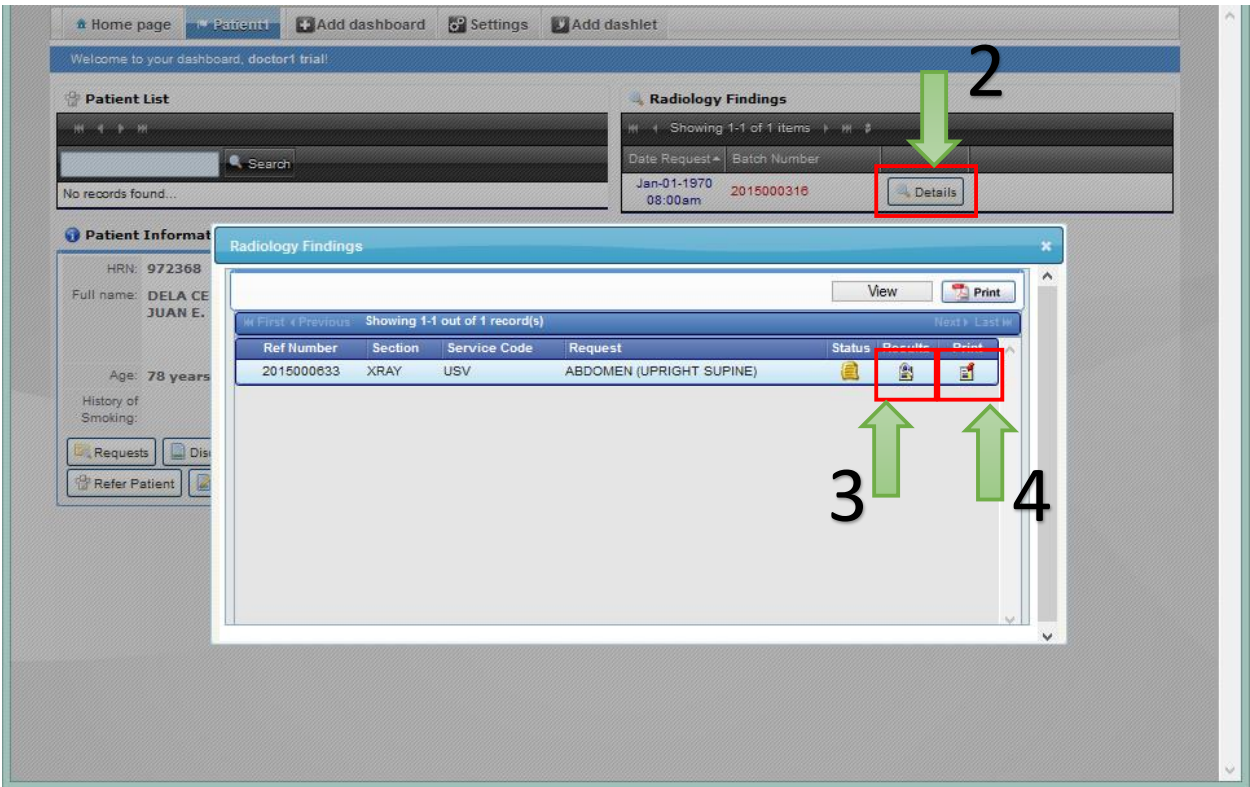 Home page Patient1 Add dashboard Settings Add dashlet
Welcome to your dashboard, doctor1 trial!
2
Patient List
Search
No records found...
Radiology Findings
Showing 1-1 of 1 items
Date Request Batch Number
Jan-01-1970
08:00am
2015000316
Details
Patient Informat
HRN: 972368
Full name: DELA CE
JUAN E.
Age: 78 years
History of
Smoking:
Requests
Refer Patient
Radiology Findings
View Print
First Previous Showing 1-1 out of 1 record(s) Next Last
Ref Number Section Service Code Request Status Results Print
2015000633 XRAY USV ABDOMEN (UPRIGHT SUPINE)
3
4